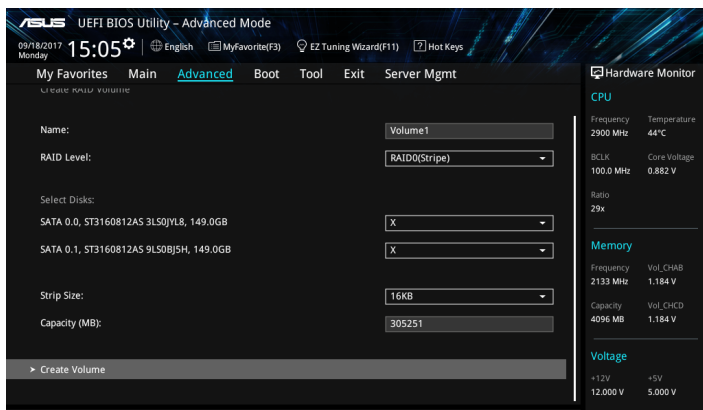 ASUS UEFI BIOS Utility – Advanced Mode
09/18/2017 Monday 15:05 English MyFavorite(F3) EZ Tuning Wizard(F11) ? Hot Keys
My Favorites Main Advanced Boot Tool Exit Server Mgmt
Create RAID Volume
Name: Volume1
RAID Level: RAID0(Stripe)
Select Disks:
SATA 0.0, ST3160812AS 3LS0JYL8, 149.0GB X
SATA 0.1, ST3160812AS 9LS0BJ5H, 149.0GB X
Strip Size: 16KB
Capacity (MB): 305251
Create Volume
Hardware Monitor
CPU
Frequency Temperature
2900 MHz 44°C
BCLK Core Voltage
100.0 MHz 0.882 V
Ratio
29x
Memory
Frequency Vol_CHAB
2133 MHz 1.184 V
Capacity Vol_CHCD
4096 MB 1.184 V
Voltage
+12V +5V
12.000 V 5.000 V